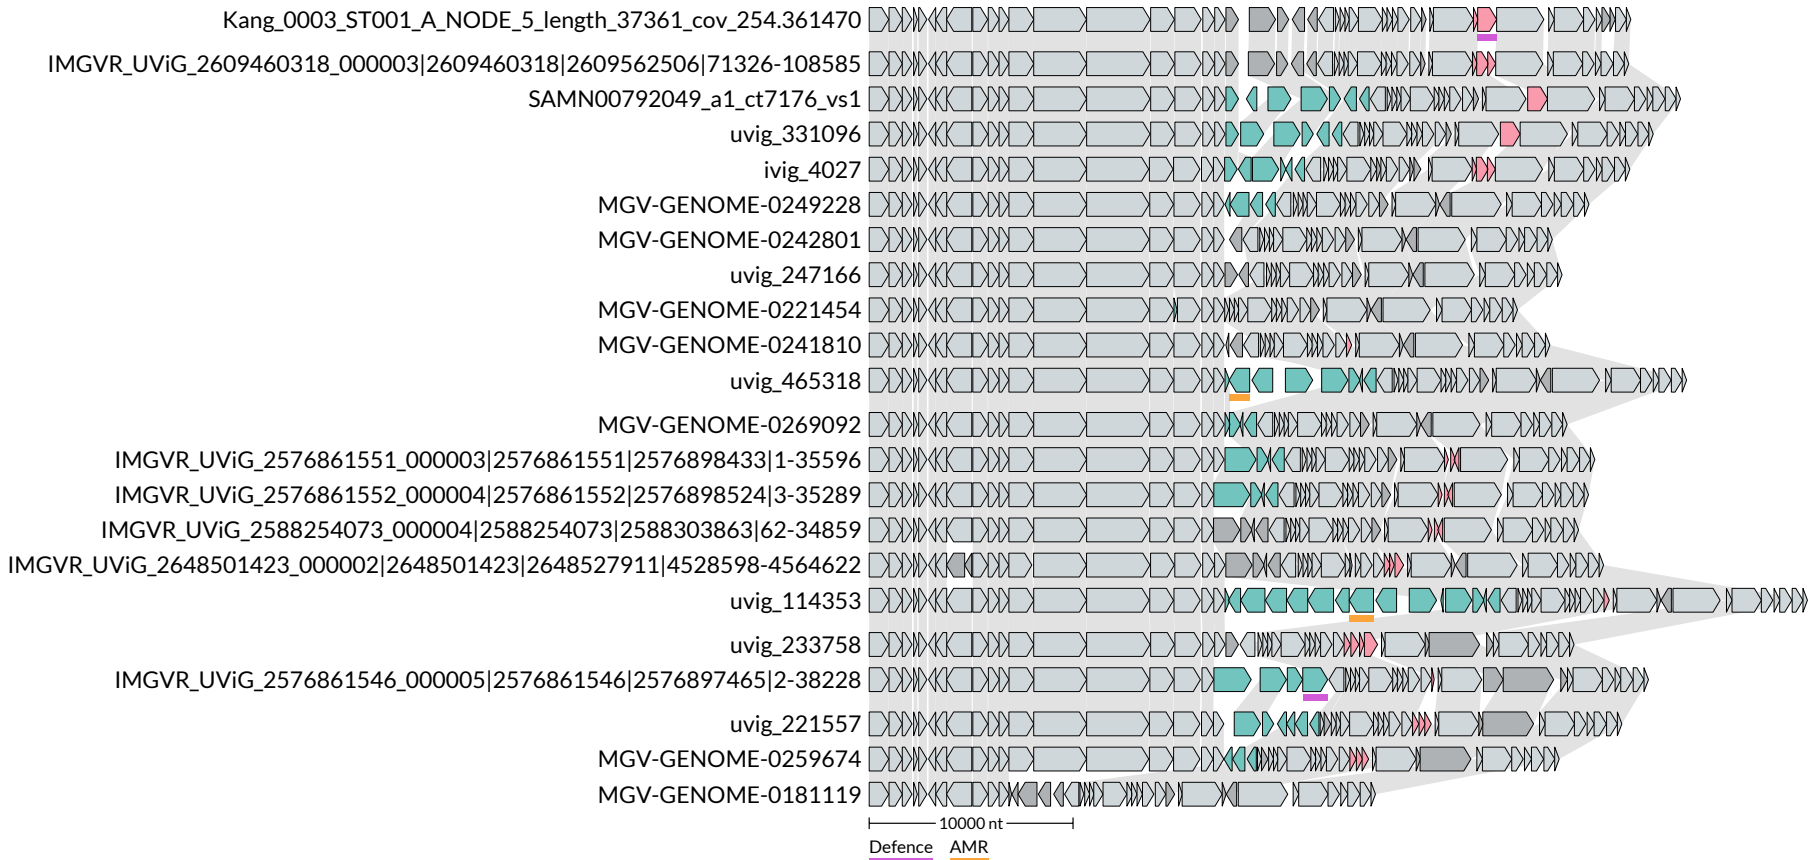 Kang_0003_ST001_A_NODE_5_length_37361_cov_254.361470
IMGVR_UViG_2609460318_000003|2609460318|2609562506|71326-108585
SAMN00792049_a1_ct7176_vs1
uvig_331096
ivig_4027
MGV-GENOME-0249228
MGV-GENOME-0242801
uvig_247166
MGV-GENOME-0221454
MGV-GENOME-0241810
uvig_465318
MGV-GENOME-0269092
IMGVR_UViG_2576861551_000003|2576861551|2576898433|1-35596
IMGVR_UViG_2576861552_000004|2576861552|2576898524|3-35289
IMGVR_UViG_2588254073_000004|2588254073|2588303863|62-34859
IMGVR_UViG_2648501423_000002|2648501423|2648527911|4528598-4564622
uvig_114353
uvig_233758
IMGVR_UViG_2576861546_000005|2576861546|2576897465|2-38228
uvig_221557
MGV-GENOME-0259674
MGV-GENOME-0181119
10000 nt
Defence AMR